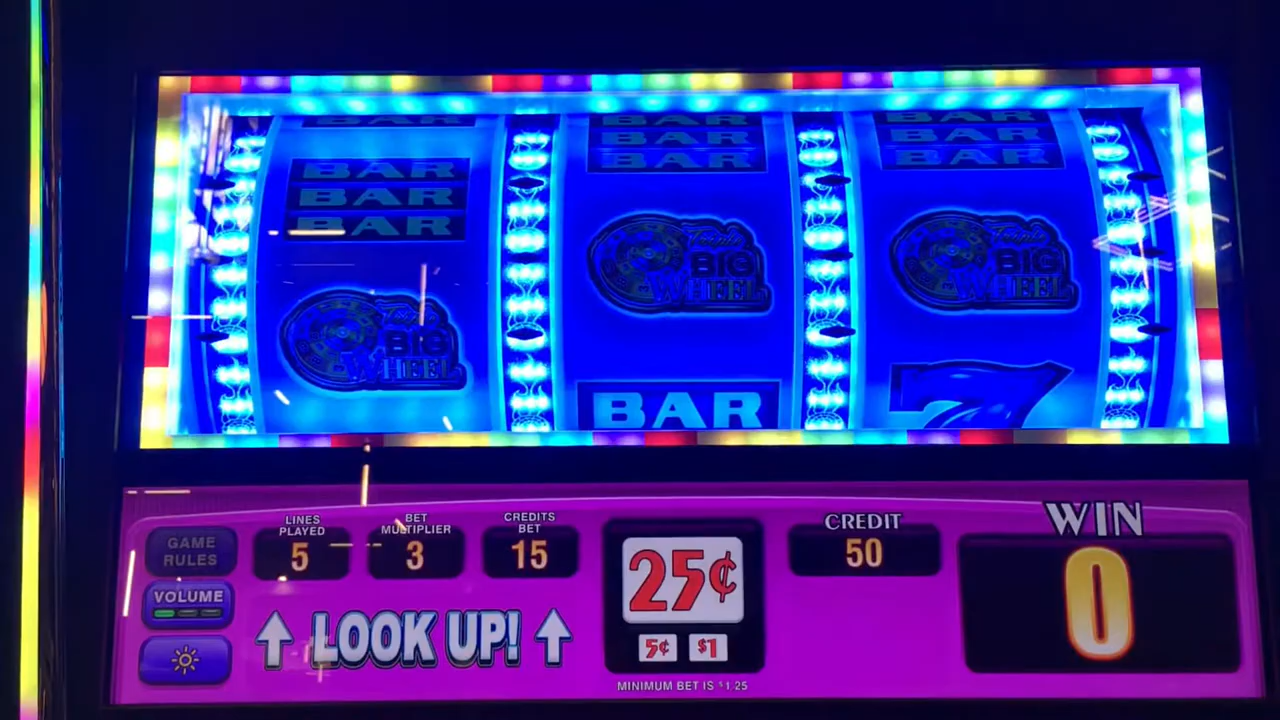 BAR
BAR
BAR
BAR
BAR
BAR
BAR
BAR
BAR
BAR
Triple
BIG
WHEEL
Triple
BIG
WHEEL
Triple
BIG
WHEEL
BAR
7
WIN
LINES PLAYED
BET MULTIPLIER
CREDITS BET
CREDIT
GAME RULES
5
3
15
25¢
50
0
VOLUME
LOOK UP!
5¢
$1
MINIMUM BET IS $1.25